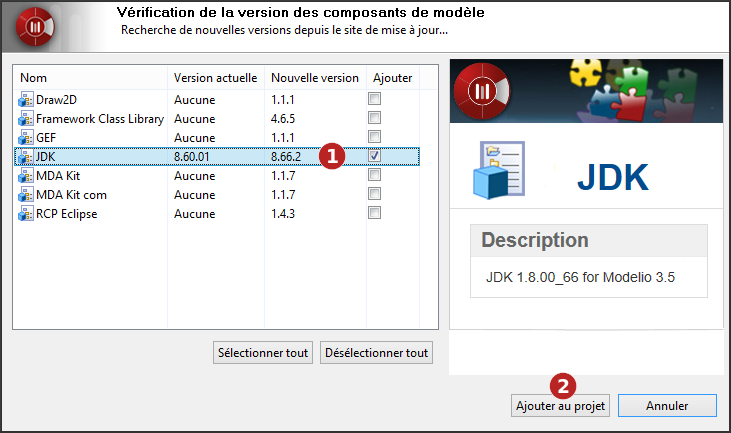 Vérification de la version des composants de modèle
Recherche de nouvelles versions depuis le site de mise à jour...
Nom Version actuelle Nouvelle version Ajouter
Draw2D Aucune 1.1.1
Framework Class Library Aucune 4.6.5
GEF Aucune 1.1.1
JDK 8.60.01 8.66.2 1
MDA Kit Aucune 1.1.7
MDA Kit com Aucune 1.1.7
RCP Eclipse Aucune 1.4.3
JDK
Description
JDK 1.8.00_66 for Modelio 3.5
Sélectionner tout Désélectionner tout
2
Ajouter au projet Annuler